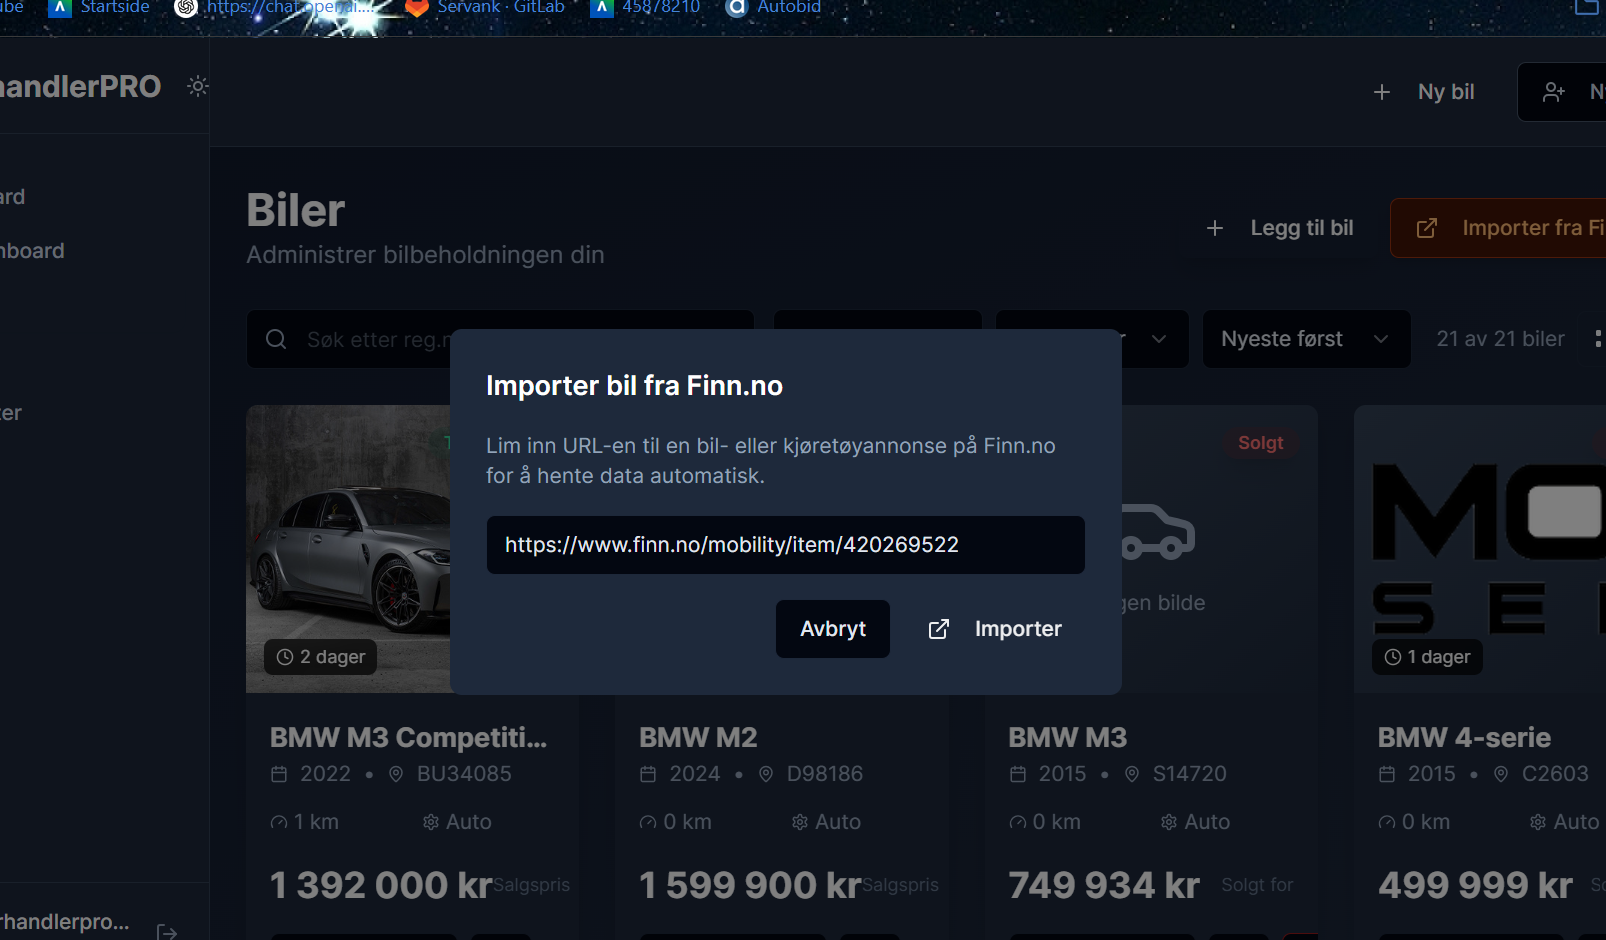 Startside
https://chat.openai....
Servank · GitLab
45878210
Autobid
handlerPRO
Ny bil
Biler
Administrer bilbeholdningen din
Legg til bil
Importer fra Fi
Søk etter reg.n
Nyeste først
21 av 21 biler
Importer bil fra Finn.no
Lim inn URL-en til en bil- eller kjøretøyannonse på Finn.no
for å hente data automatisk.
https://www.finn.no/mobility/item/420269522
Avbryt
Importer
Solgt
gen bilde
2 dager
1 dager
BMW M3 Competiti...
2022 • BU34085
1 km
Auto
1 392 000 kr
Salgspris
BMW M2
2024 • D98186
0 km
Auto
1 599 900 kr
Salgspris
BMW M3
2015 • S14720
0 km
Auto
749 934 kr
Solgt for
BMW 4-serie
2015 • C2603
0 km
Auto
499 999 kr
rhandlerpro...